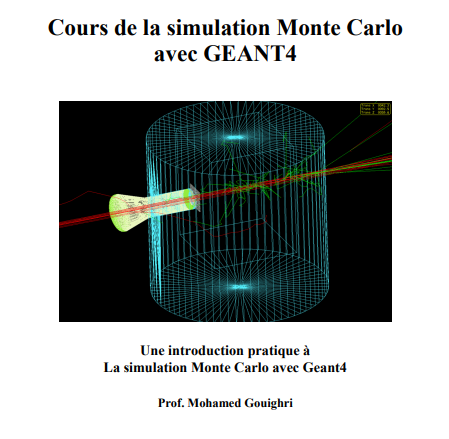 Cours de la simulation Monte Carlo
avec GEANT4
Une introduction pratique à
La simulation Monte Carlo avec Geant4
Prof. Mohamed Gouighri